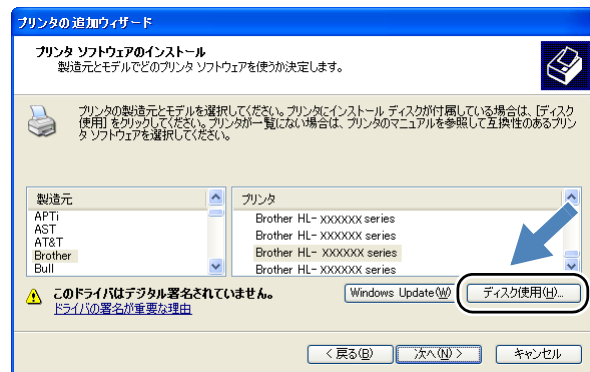 プリンタの追加ウィザード
プリンタ ソフトウェアのインストール
製造元とモデルでどのプリンタ ソフトウェアを使うか決定します。
プリンタの製造元とモデルを選択してください。プリンタにインストール ディスクが付属している場合は、[ディスク
使用] をクリックしてください。プリンタが一覧にない場合は、プリンタのマニュアルを参照して互換性のあるプリン
タ ソフトウェアを選択してください。
製造元
APTi
AST
AT&T
Brother
Bull
プリンタ
Brother HL- XXXXXX series
Brother HL- XXXXXX series
Brother HL- XXXXXX series
Brother HL- XXXXXX series
このドライバはデジタル署名されていません。
ドライバの署名が重要な理由
Windows Update(W)
ディスク使用(H)...
< 戻る(B)
次へ(N) >
キャンセル